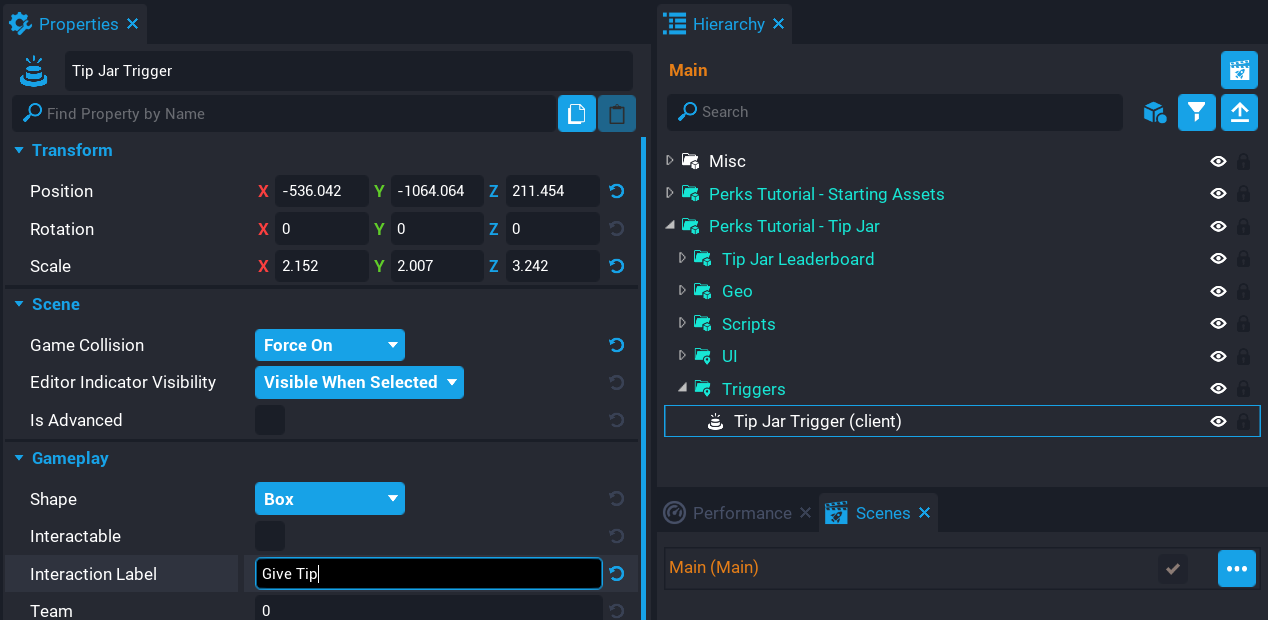 Properties
Tip Jar Trigger
Find Property by Name
Transform
Position X -536.042 Y -1064.064 Z 211.454
Rotation X 0 Y 0 Z 0
Scale X 2.152 Y 2.007 Z 3.242
Scene
Game Collision Force On
Editor Indicator Visibility Visible When Selected
Is Advanced
Gameplay
Shape Box
Interactable
Interaction Label Give Tip
Team 0
Hierarchy
Main
Search
Misc
Perks Tutorial - Starting Assets
Perks Tutorial - Tip Jar
Tip Jar Leaderboard
Geo
Scripts
UI
Triggers
Tip Jar Trigger (client)
Performance Scenes
Main (Main)